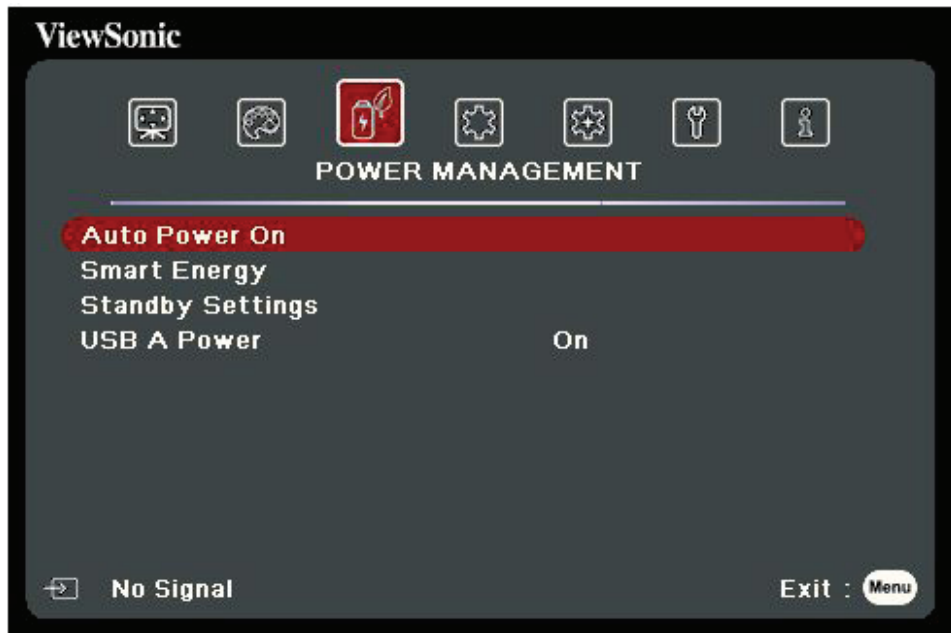 ViewSonic
POWER MANAGEMENT
Auto Power On
Smart Energy
Standby Settings
USB A Power On
No Signal Exit : Menu